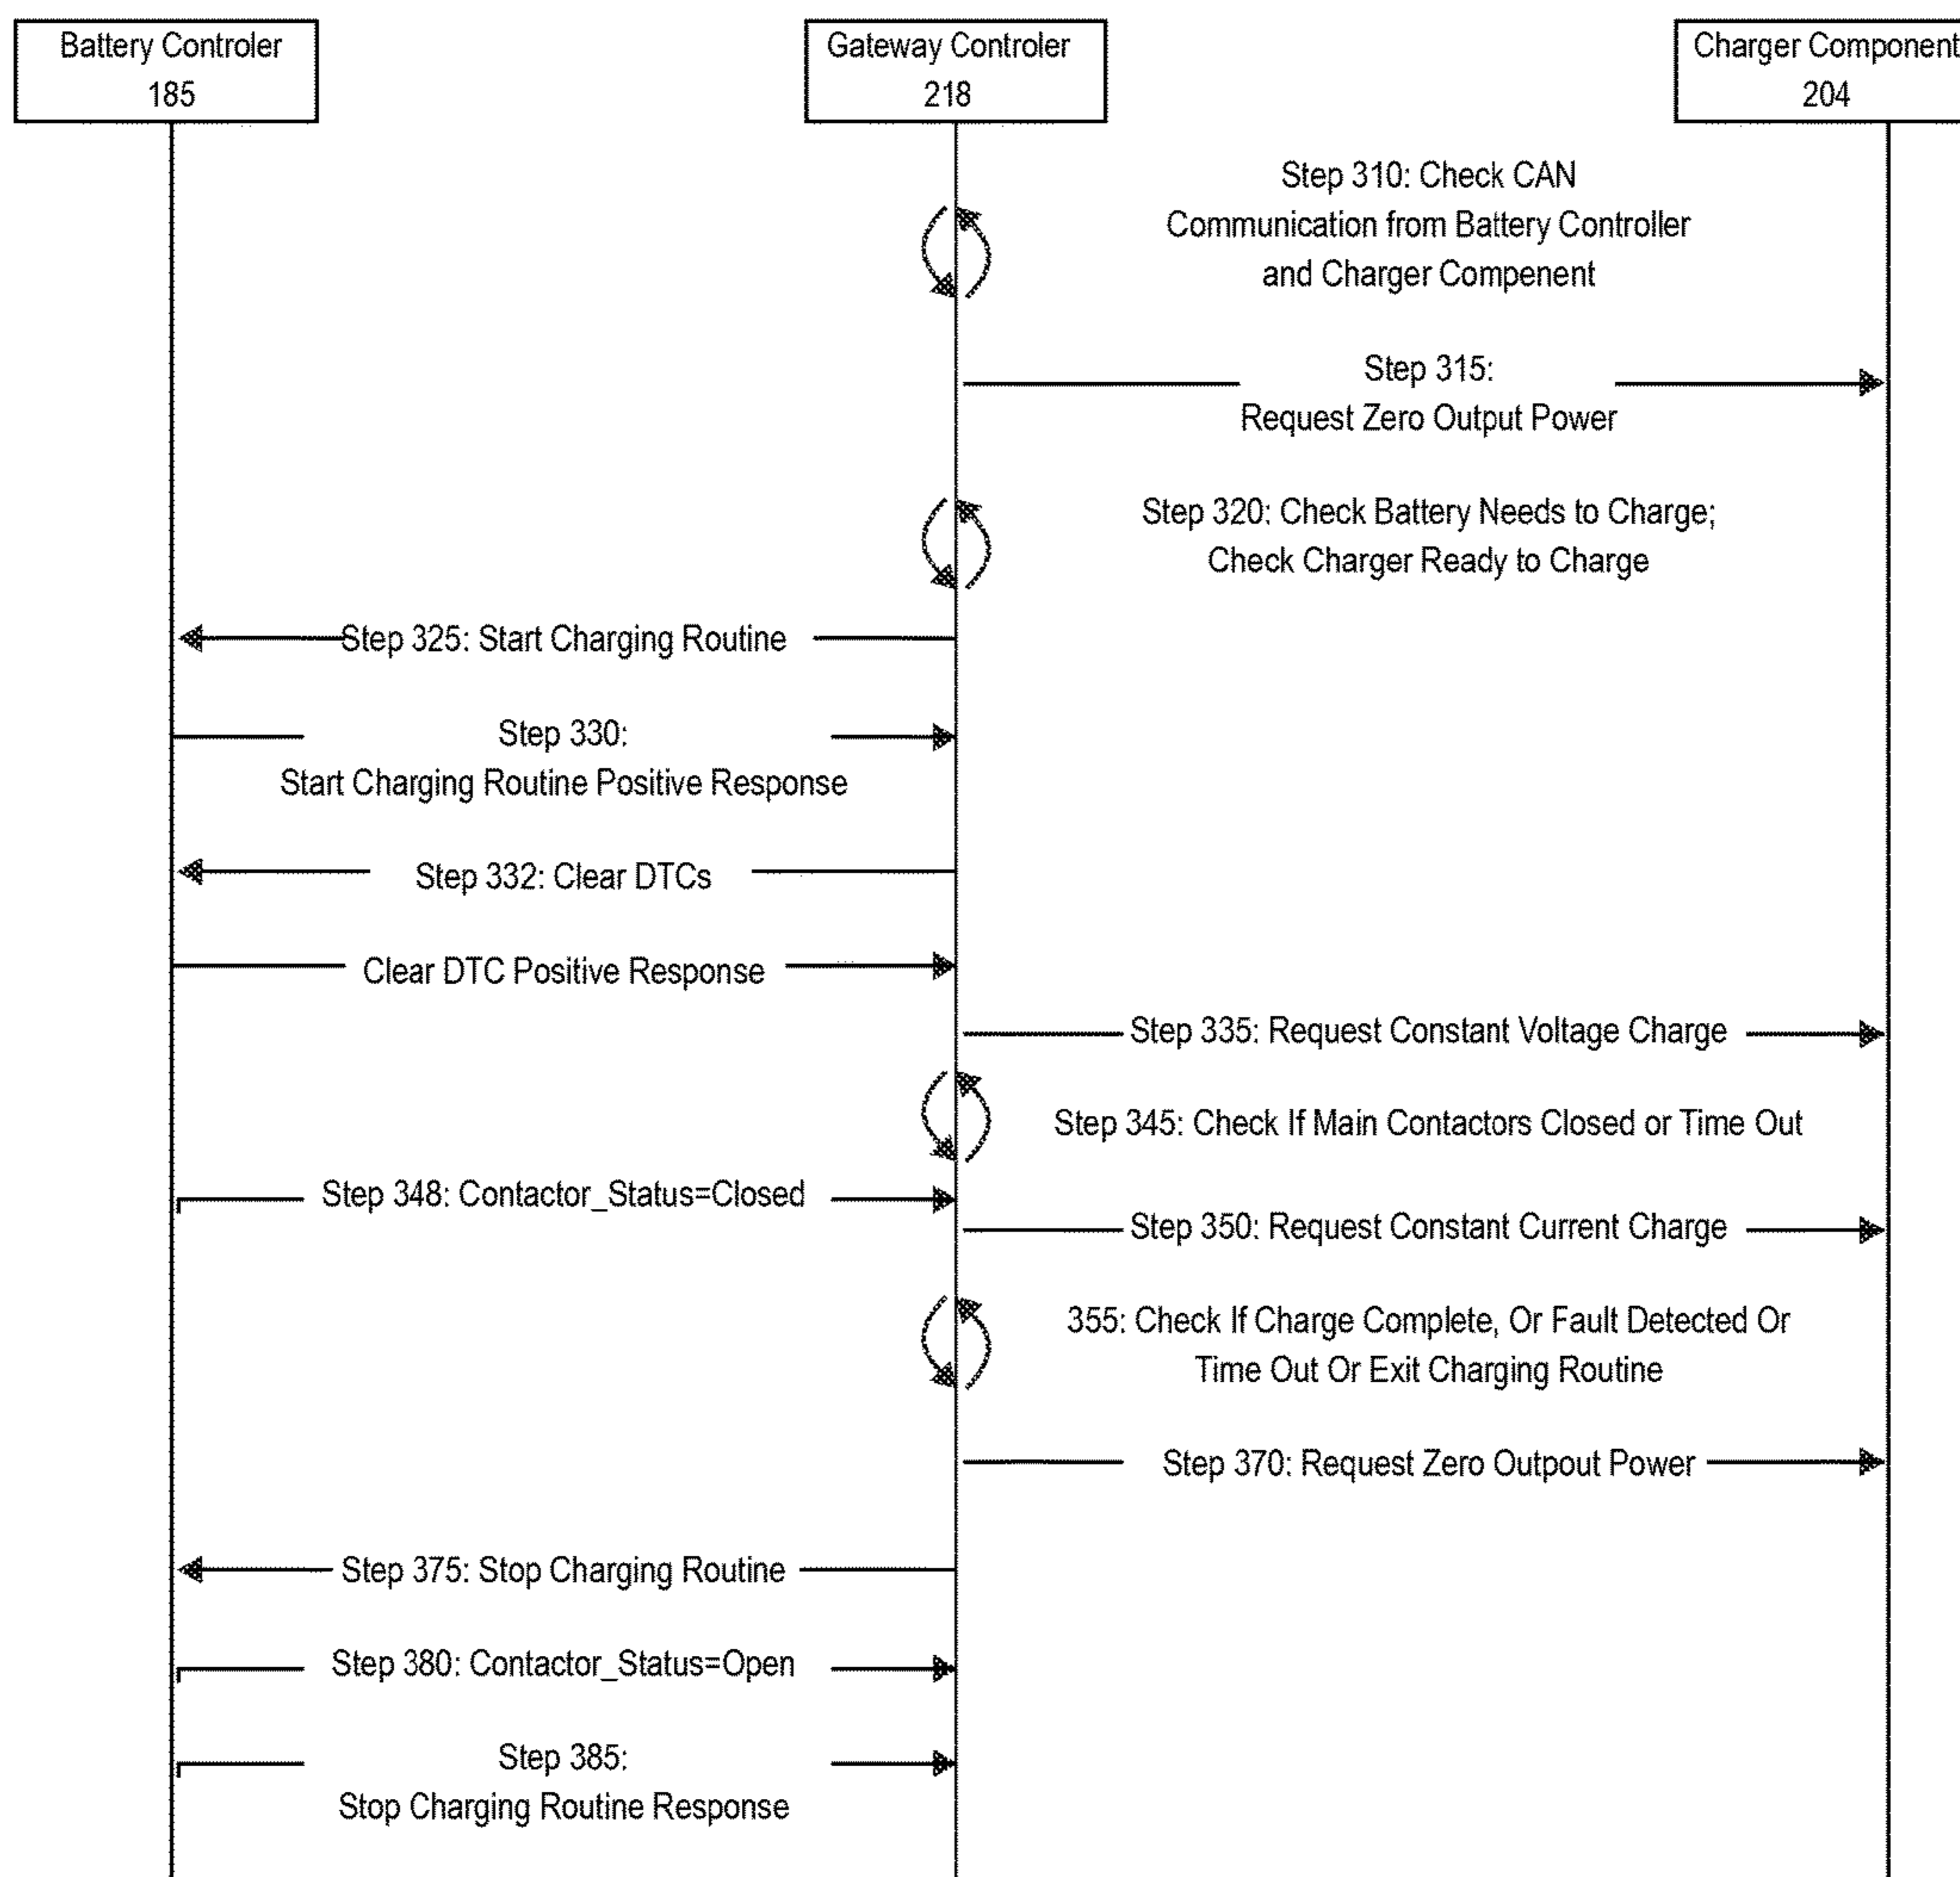 Battery Controler
185
Gateway Controler
218
Charger Component
204
Step 310: Check CAN
Communication from Battery Controller
and Charger Compenent
Step 315:
Request Zero Output Power
Step 320: Check Battery Needs to Charge;
Check Charger Ready to Charge
Step 325: Start Charging Routine
Step 330:
Start Charging Routine Positive Response
Step 332: Clear DTCs
Clear DTC Positive Response
Step 335: Request Constant Voltage Charge
Step 345: Check If Main Contactors Closed or Time Out
Step 348: Contactor_Status=Closed
Step 350: Request Constant Current Charge
355: Check If Charge Complete, Or Fault Detected Or
Time Out Or Exit Charging Routine
Step 370: Request Zero Outpout Power
Step 375: Stop Charging Routine
Step 380: Contactor_Status=Open
Step 385:
Stop Charging Routine Response